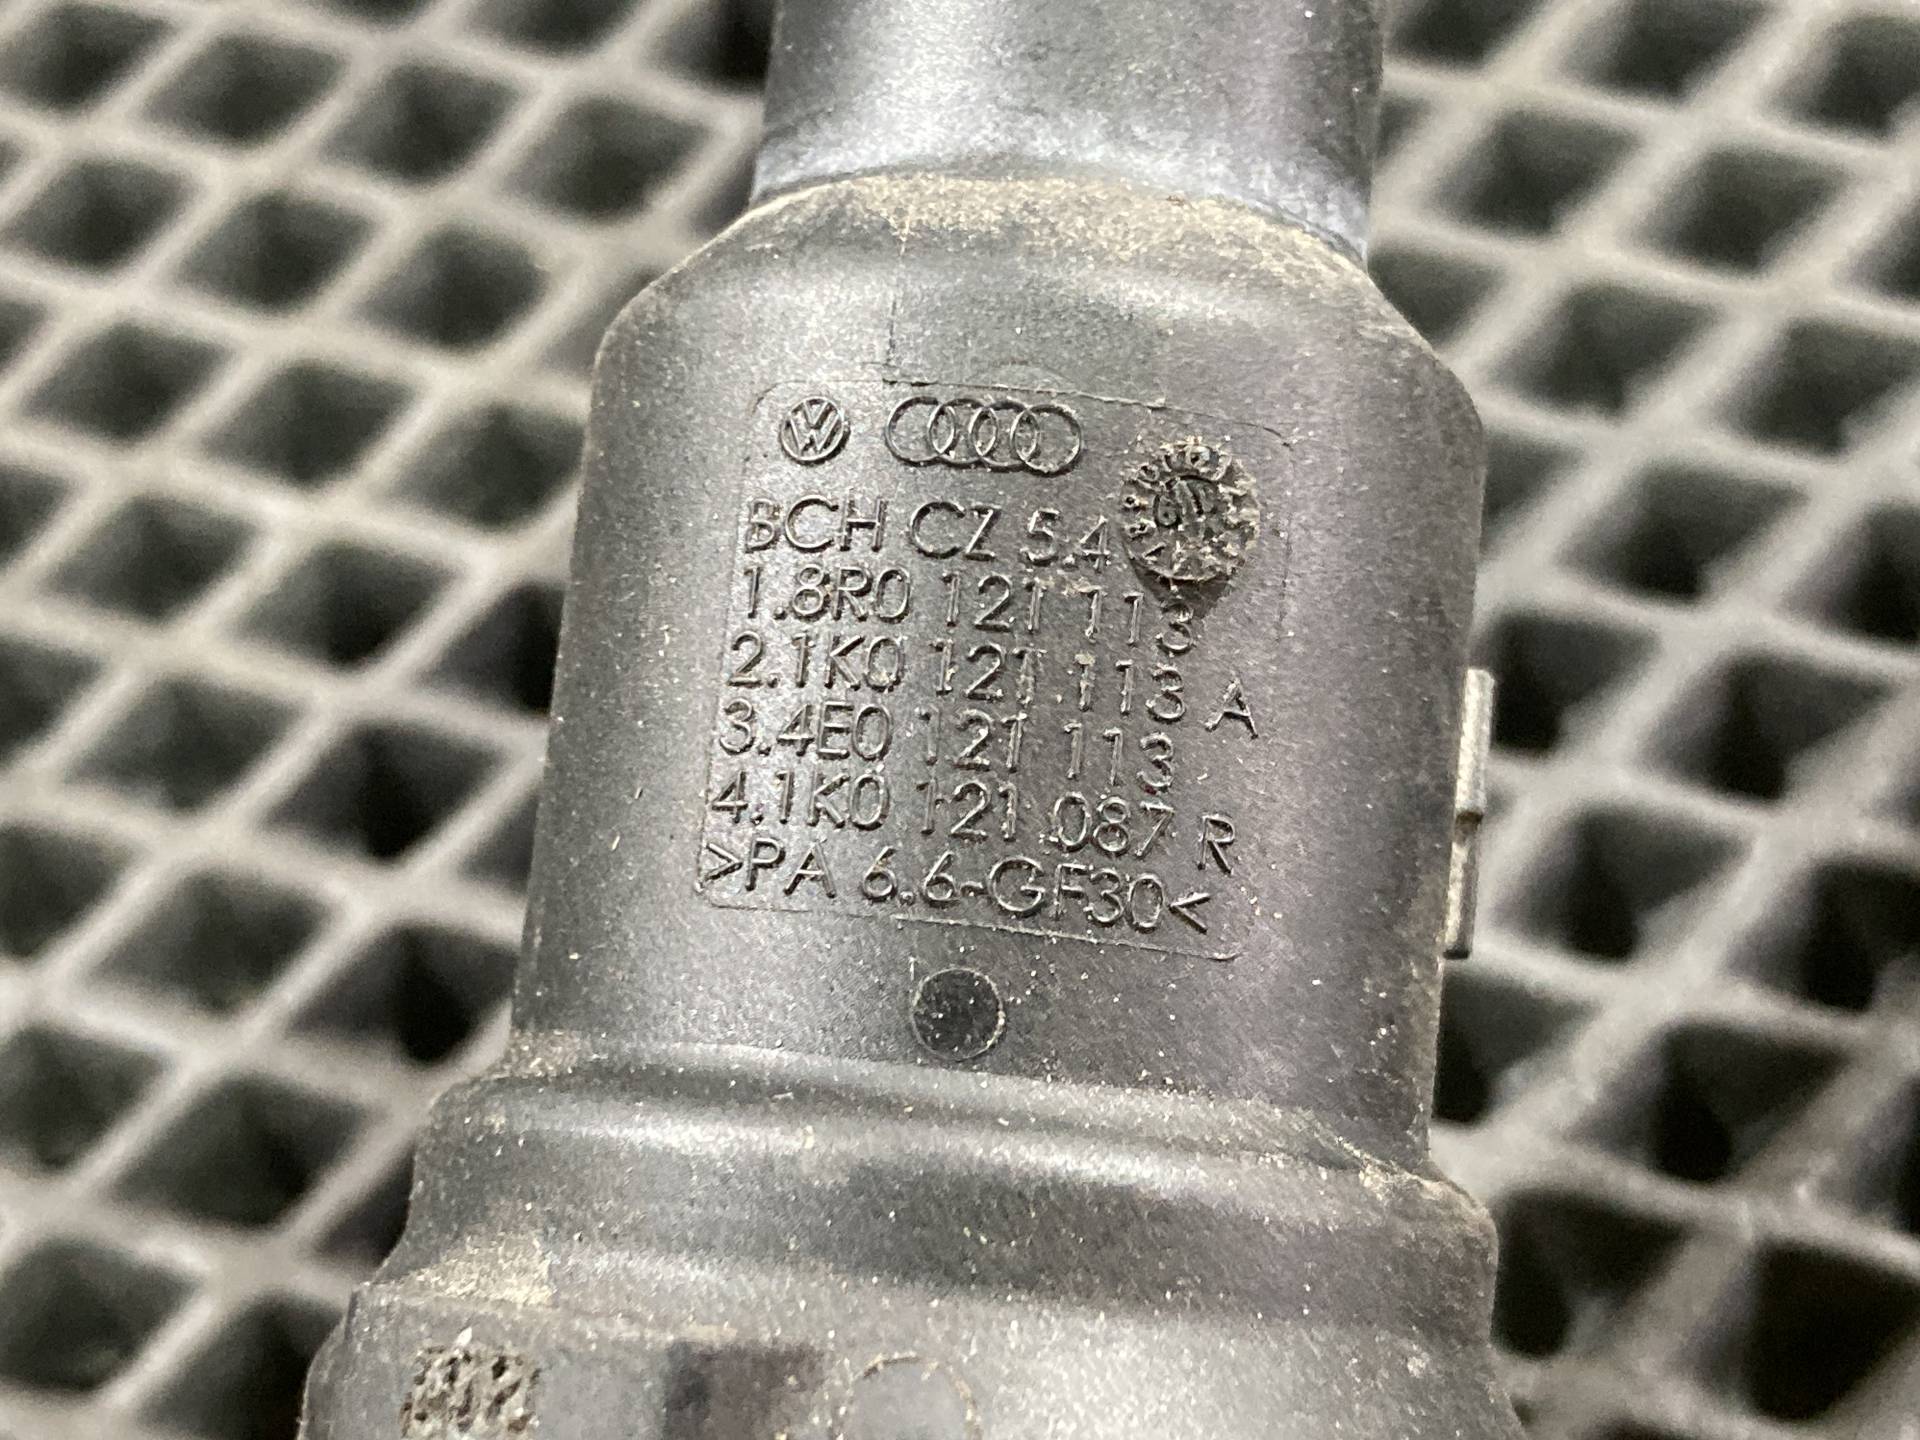 BCH CZ 5.4
1.8R0 121 113
2.1K0 121 113 A
3.4E0 121 113
4.1K0 121 087 R
>PA 6.6-GF30<